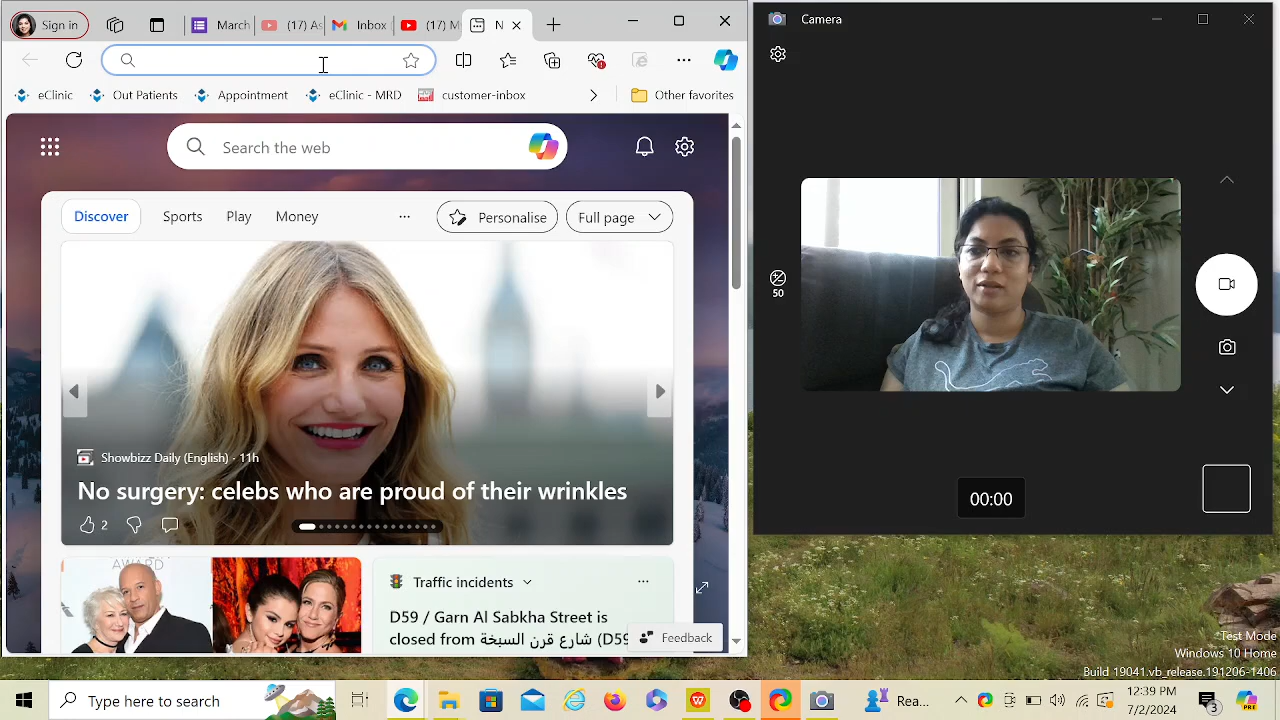 Sign in
March
(17) As
Inbox
(17) M
N
eClinic
Out Patients
Appointment
eClinic - MRD
customer-inbox
Other favorites
Search the web
Discover
Sports
Play
Money
Personalise
Full page
Showbizz Daily (English) · 11h
No surgery: celebs who are proud of their wrinkles
2
AWARD
Traffic incidents
D59 / Garn Al Sabkha Street is
closed from شارع قرن السبخة (D59
Feedback
Camera
50
00:00
Test Mode
Windows 10 Home
Build 19041.vb_release.191206-1406
Type here to search
Rea...
12:39 PM
7/2/2024
3
PRE